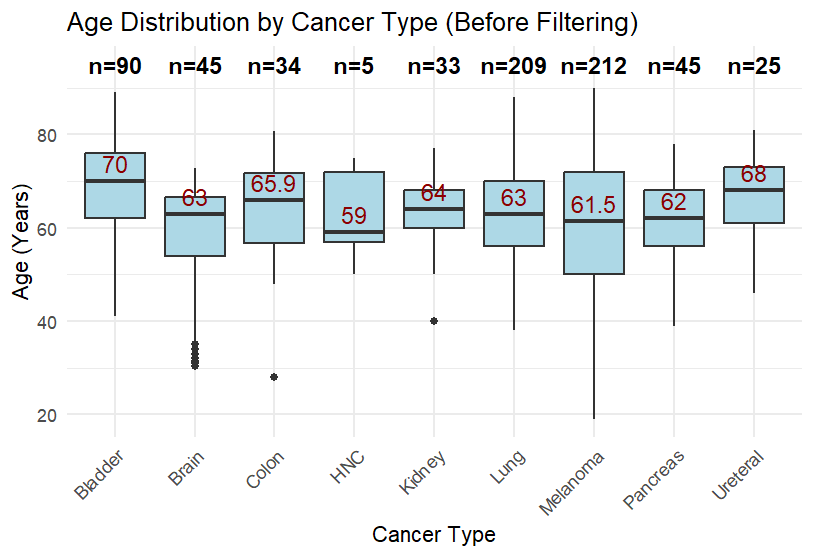 Age Distribution by Cancer Type (Before Filtering)
n=90 n=45 n=34 n=5 n=33 n=209 n=212 n=45 n=25
80
60
40
20
Age (Years)
70 63 65.9 59 64 63 61.5 62 68
Bladder Brain Colon HNC Kidney Lung Melanoma Pancreas Ureteral
Cancer Type